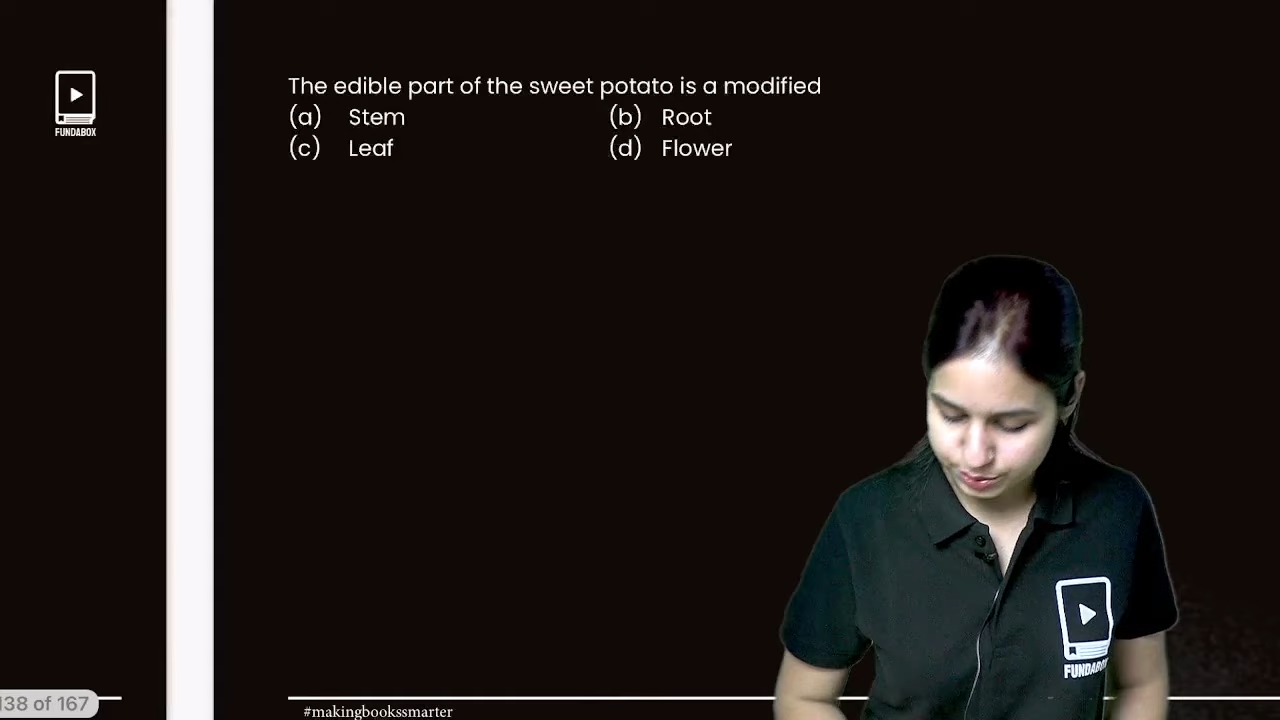 FUNDABOX
The edible part of the sweet potato is a modified
(a) Stem (b) Root
(c) Leaf (d) Flower
FUNDABOX
138 of 167
#makingbookssmarter